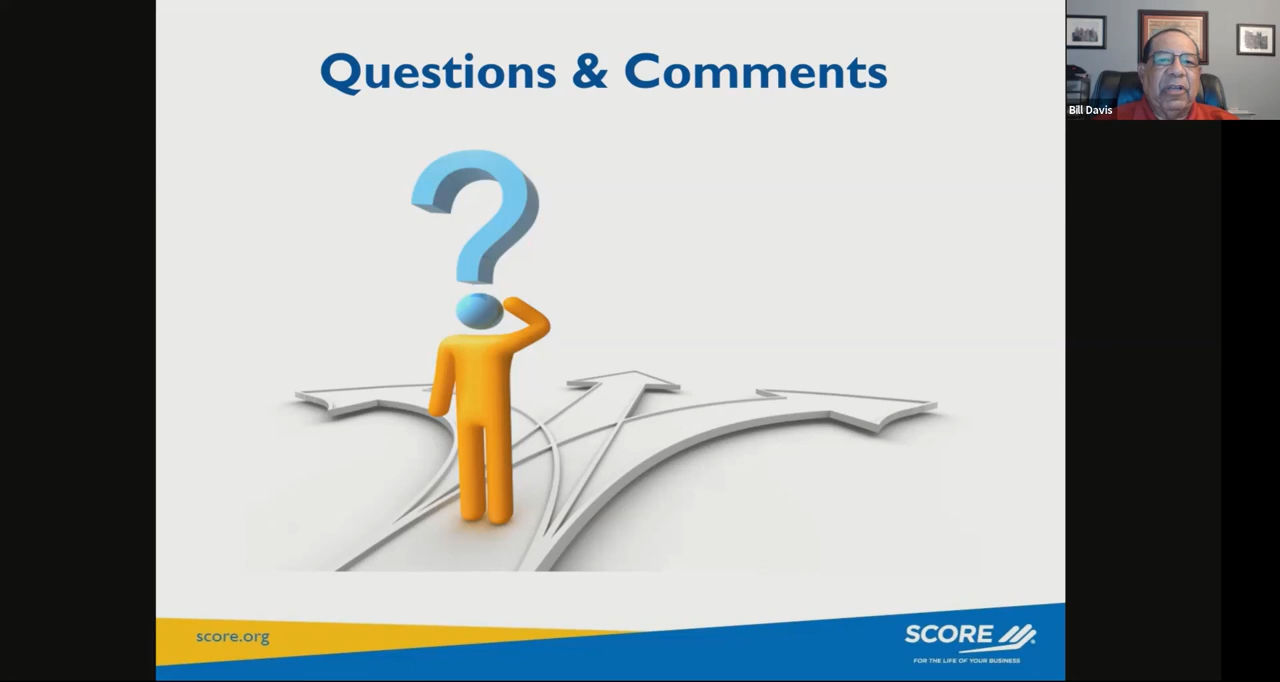 Questions & Comments
Bill Davis
?
score.org
SCORE
FOR THE LIFE OF YOUR BUSINESS